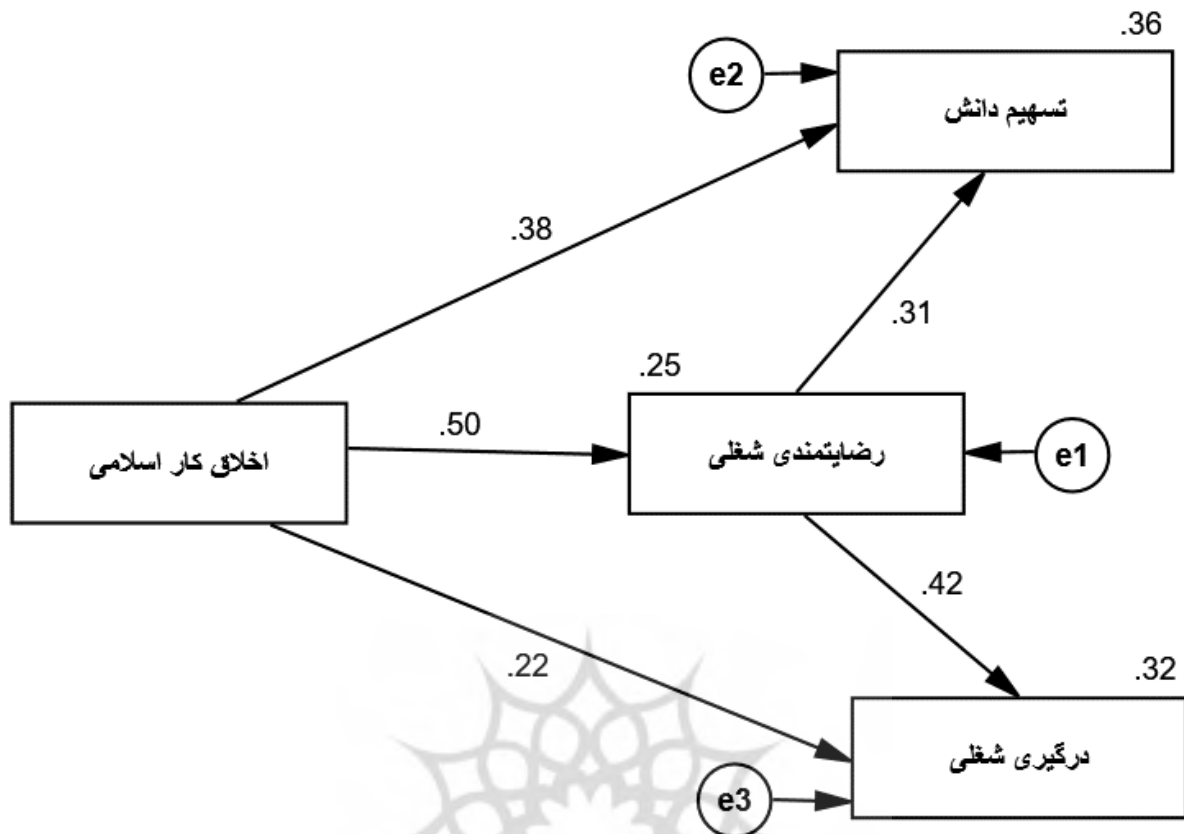 .36
e2
تسهیم دانش
.38
.31
.25
.50
اخلاق کار اسلامی
رضایتمندی شغلی
e1
.42
.22
.32
درگیری شغلی
e3